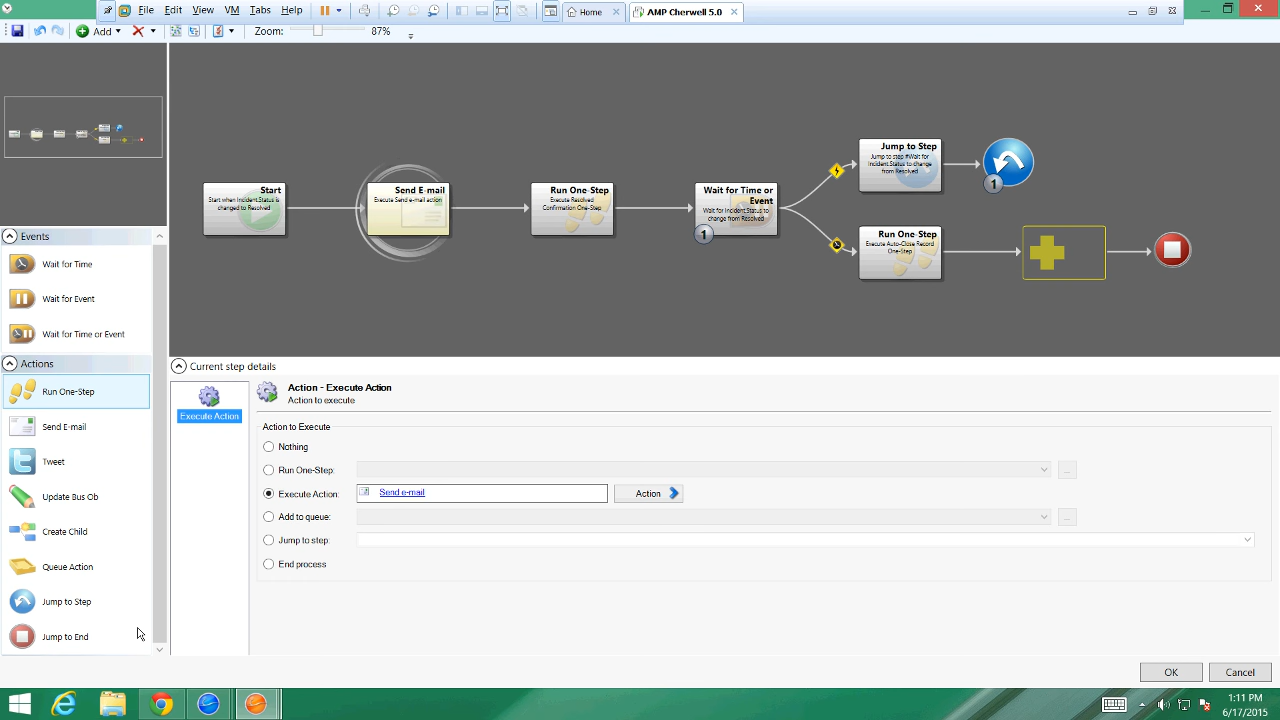 File Edit View VM Tabs Help
Home
AMP Cherwell 5.0
Add
Zoom: 87%
Start
Start when Incident.Status is
changed to Resolved
Send E-mail
Execute Send e-mail action
Run One-Step
Execute Resolved
Confirmation One-Step
Wait for Time or
Event
Wait for Incident.Status to
change from Resolved
1
Jump to Step
Jump to step #Wait for
Incident.Status to change
from Resolved
1
Run One-Step
Execute Auto-Close Record
One-Step
Events
Wait for Time
Wait for Event
Wait for Time or Event
Actions
Run One-Step
Send E-mail
Tweet
Update Bus Ob
Create Child
Queue Action
Jump to Step
Jump to End
Current step details
Execute Action
Action - Execute Action
Action to execute
Action to Execute
Nothing
Run One-Step:
...
Execute Action: Send e-mail Action
Add to queue:
...
Jump to step:
End process
OK Cancel
1:11 PM
6/17/2015